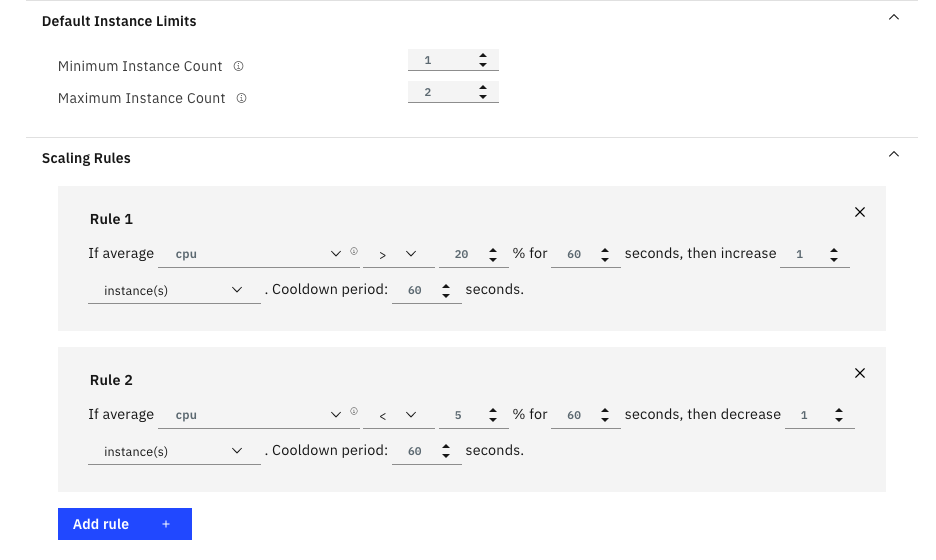 Default Instance Limits
Minimum Instance Count 1
Maximum Instance Count 2
Scaling Rules
Rule 1
If average cpu > 20 % for 60 seconds, then increase 1
instance(s) . Cooldown period: 60 seconds.
Rule 2
If average cpu < 5 % for 60 seconds, then decrease 1
instance(s) . Cooldown period: 60 seconds.
Add rule +